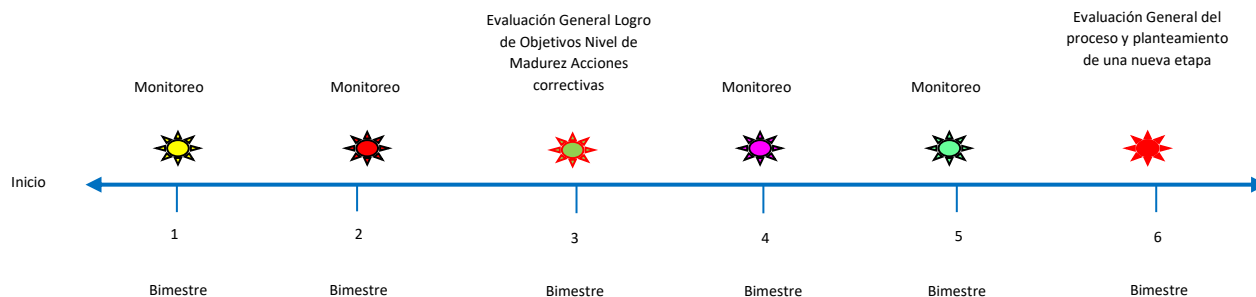 Evaluación General Logro
de Objetivos Nivel de
Madurez Acciones
correctivas
Evaluación General del
proceso y planteamiento
de una nueva etapa
Monitoreo
Monitoreo
Monitoreo
Monitoreo
Inicio
1
2
3
4
5
6
Bimestre
Bimestre
Bimestre
Bimestre
Bimestre
Bimestre